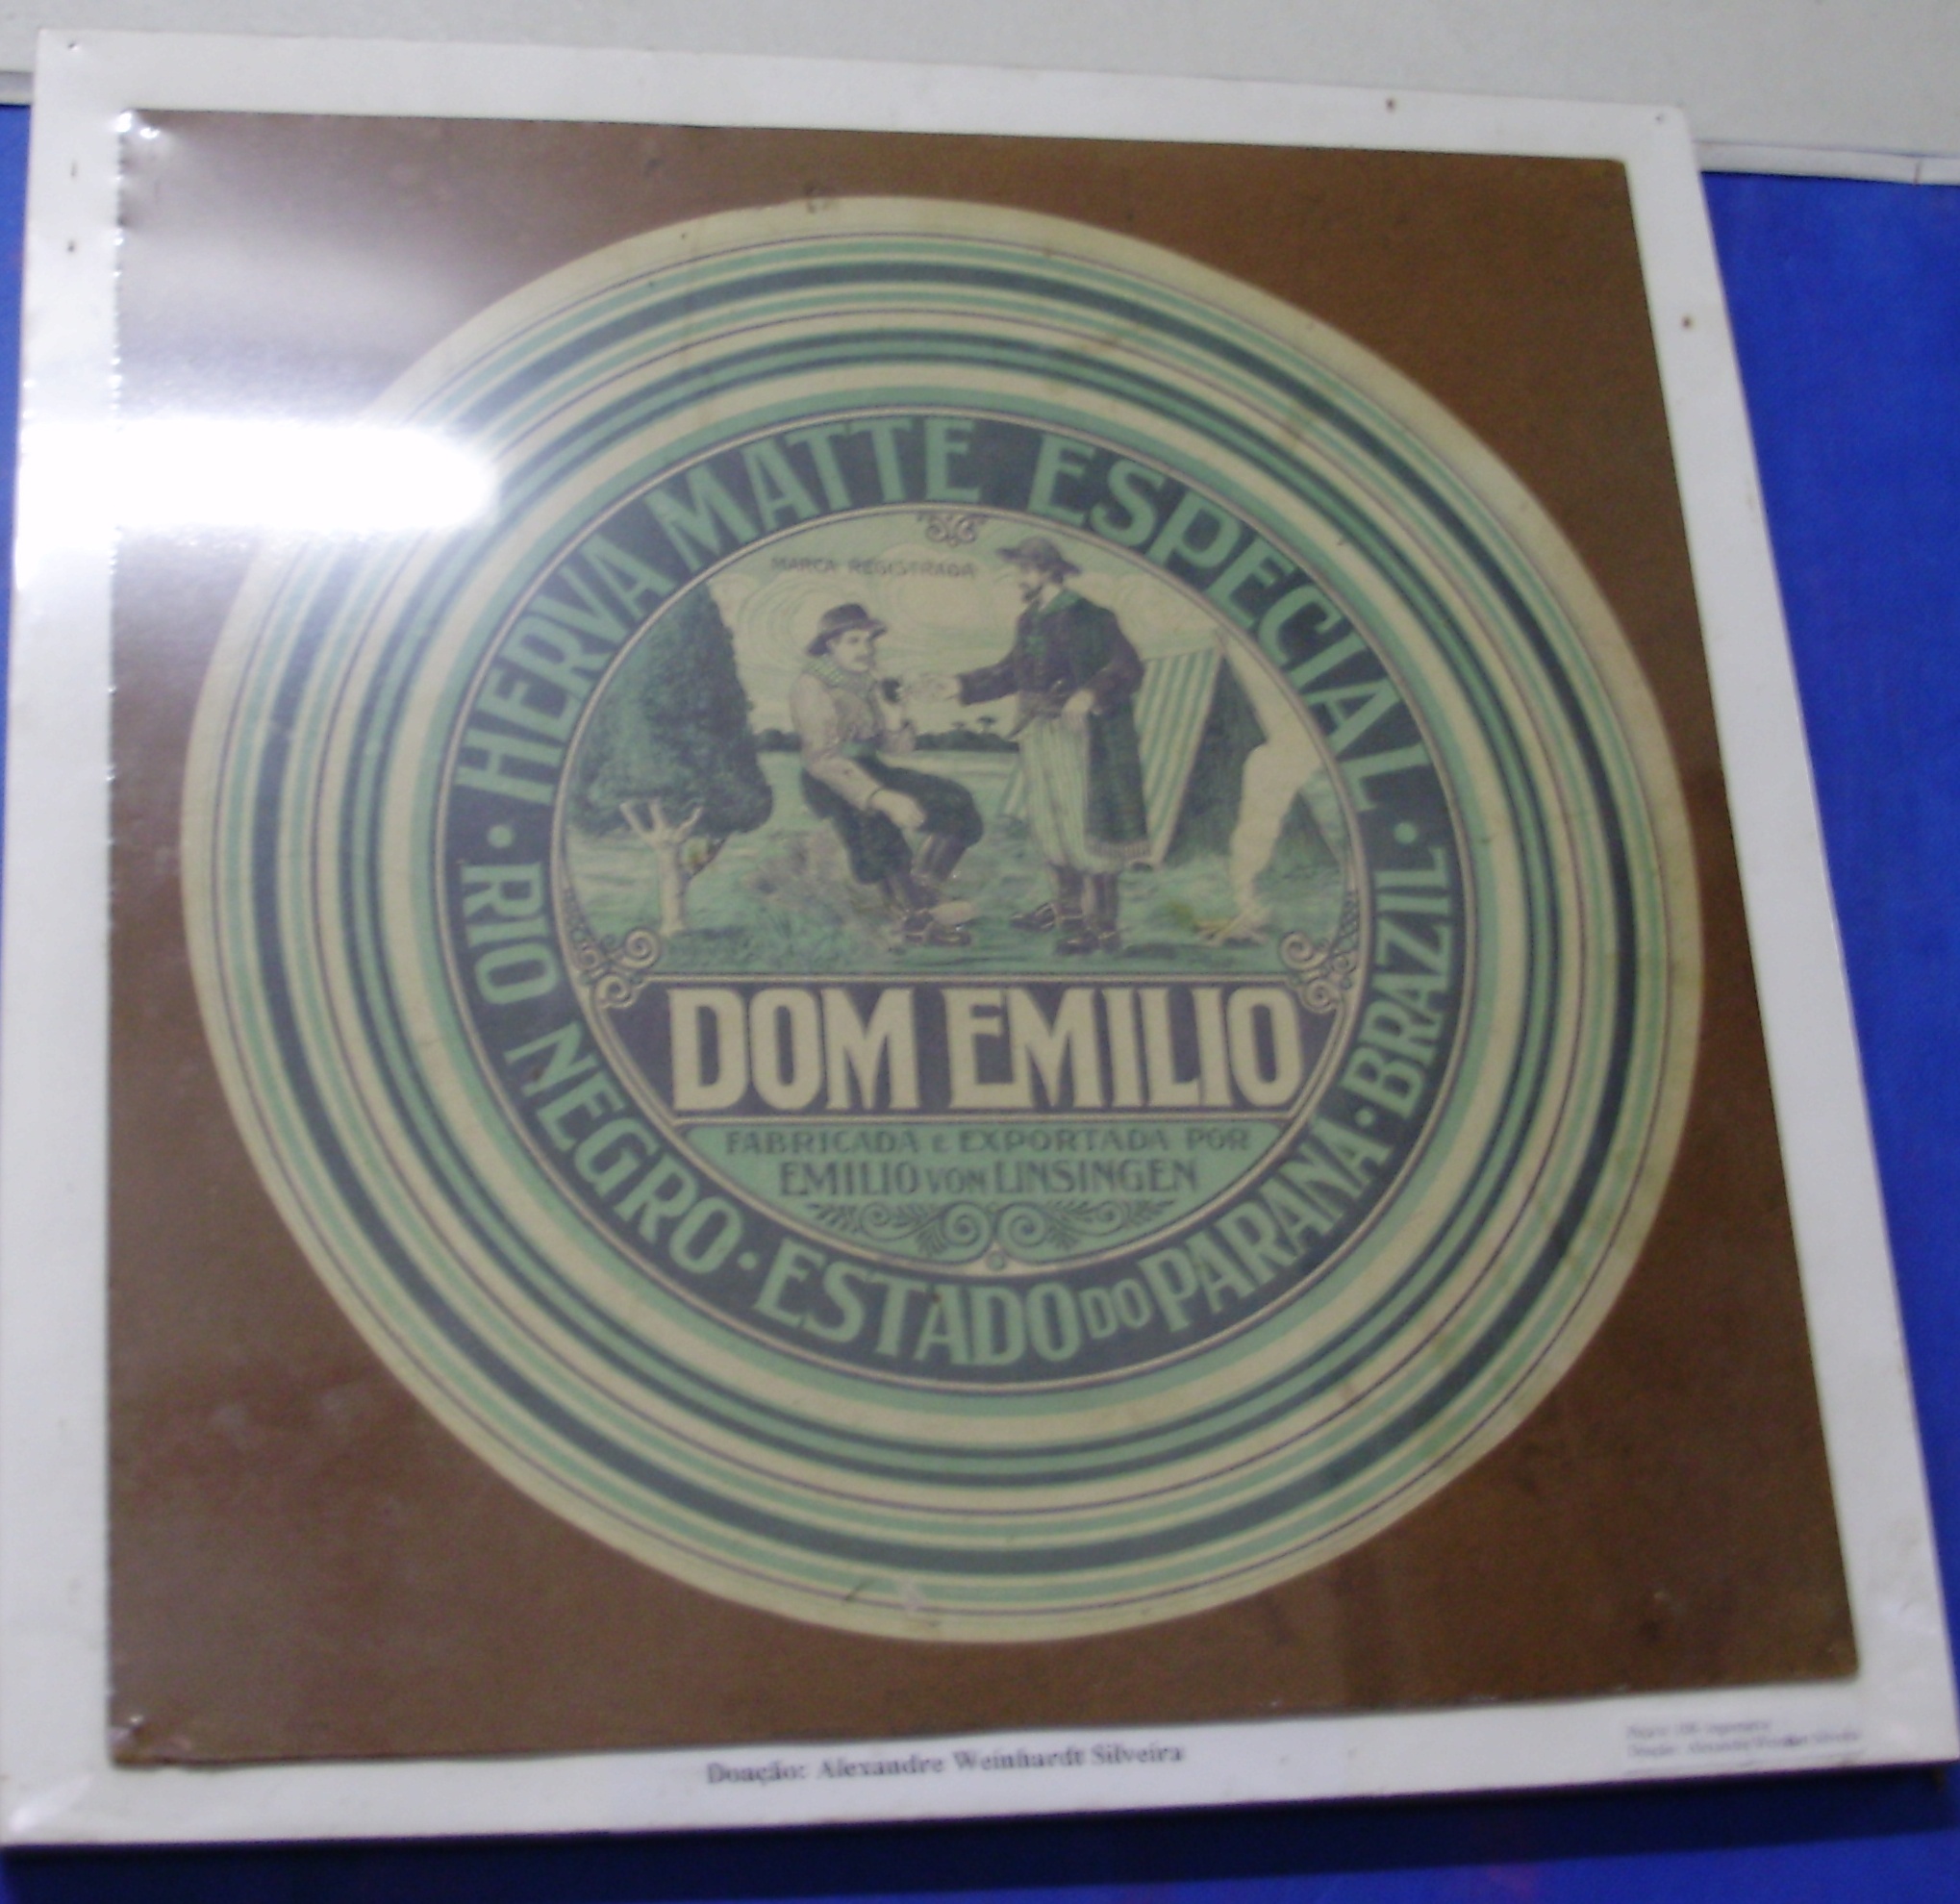 HERVA MATTE ESPECIAL
MARCA REGISTRADA
DOM EMILIO
FABRICADA e EXPORTADA POR
EMILIO VON LINSINGEN
RIO NEGRO · ESTADO DO PARANA · BRAZIL
Doação: Alexandre Weinhardt Silveira